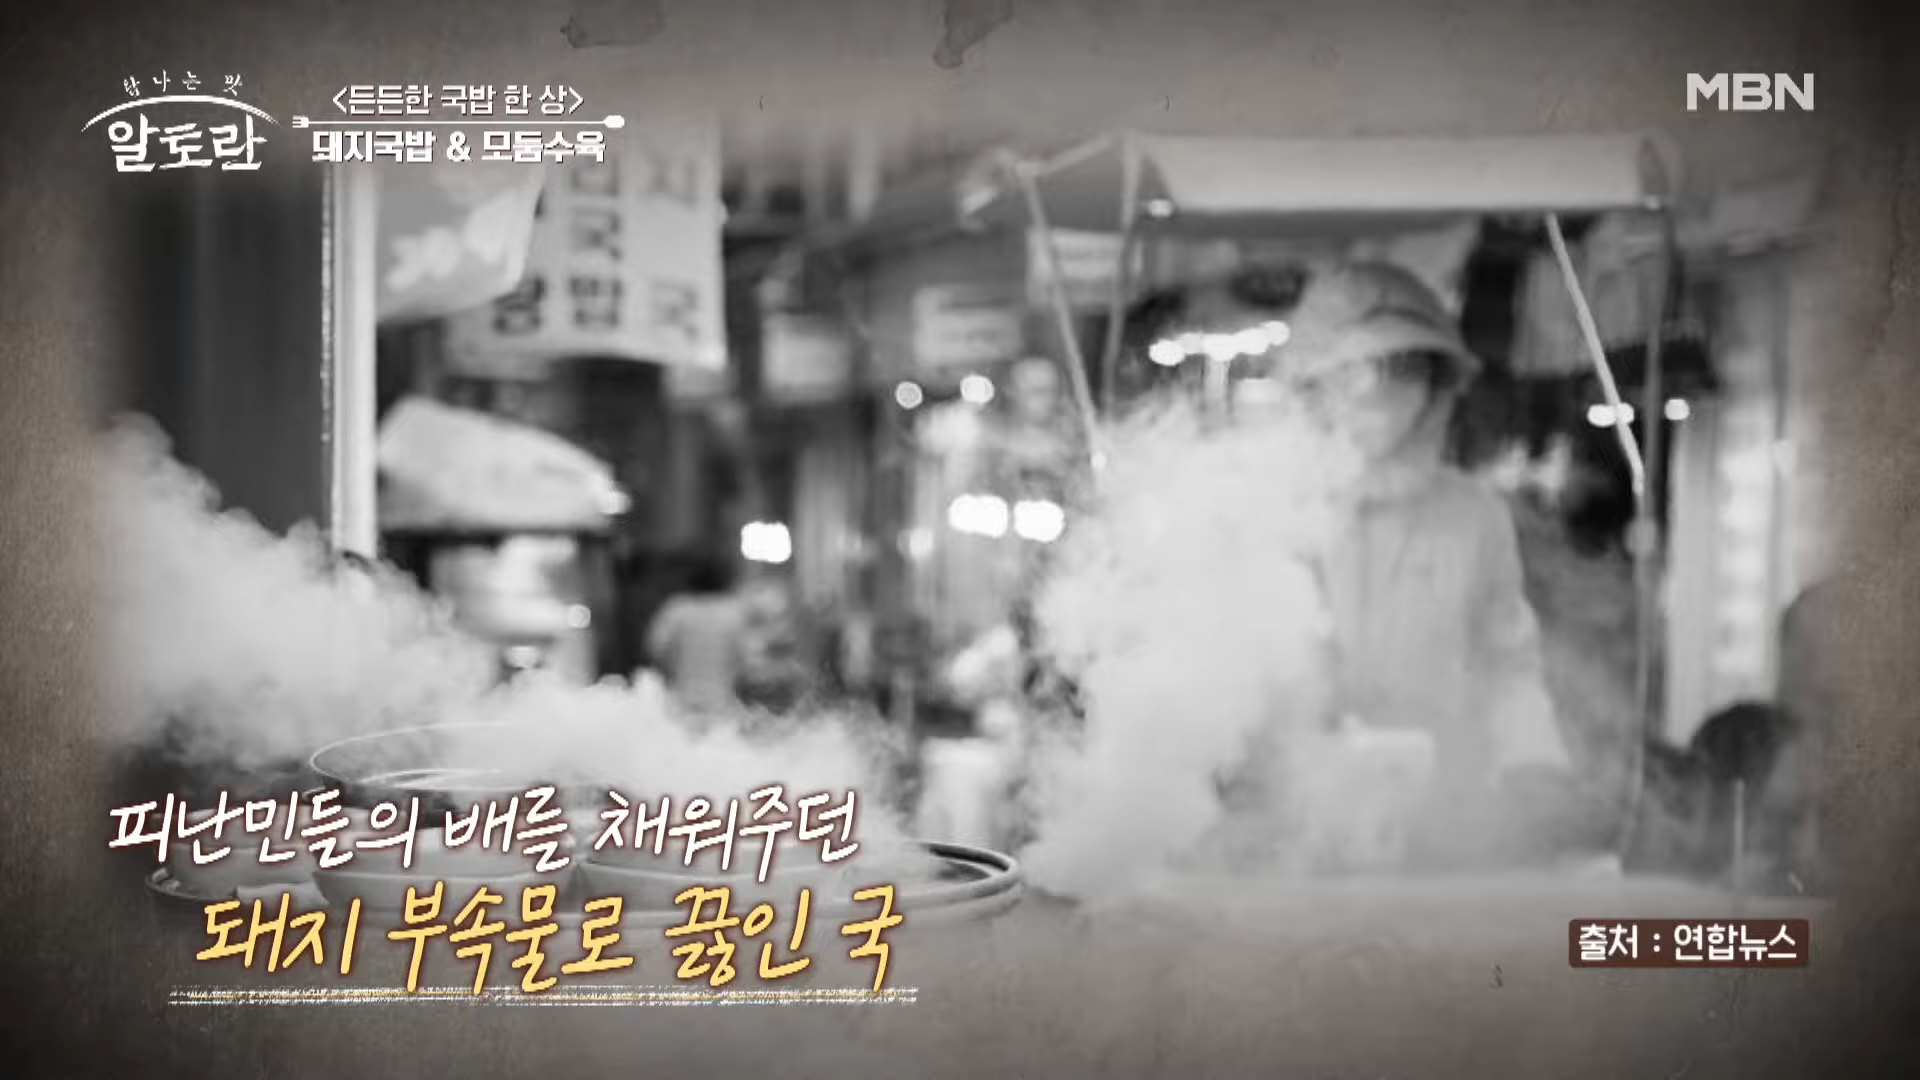 맘나는 맛
알토란
<든든한 국밥 한 상>
돼지국밥 & 모둠수육
MBN
피난민들의 배를 채워주던
돼지 부속물로 끓인 국
출처 : 연합뉴스